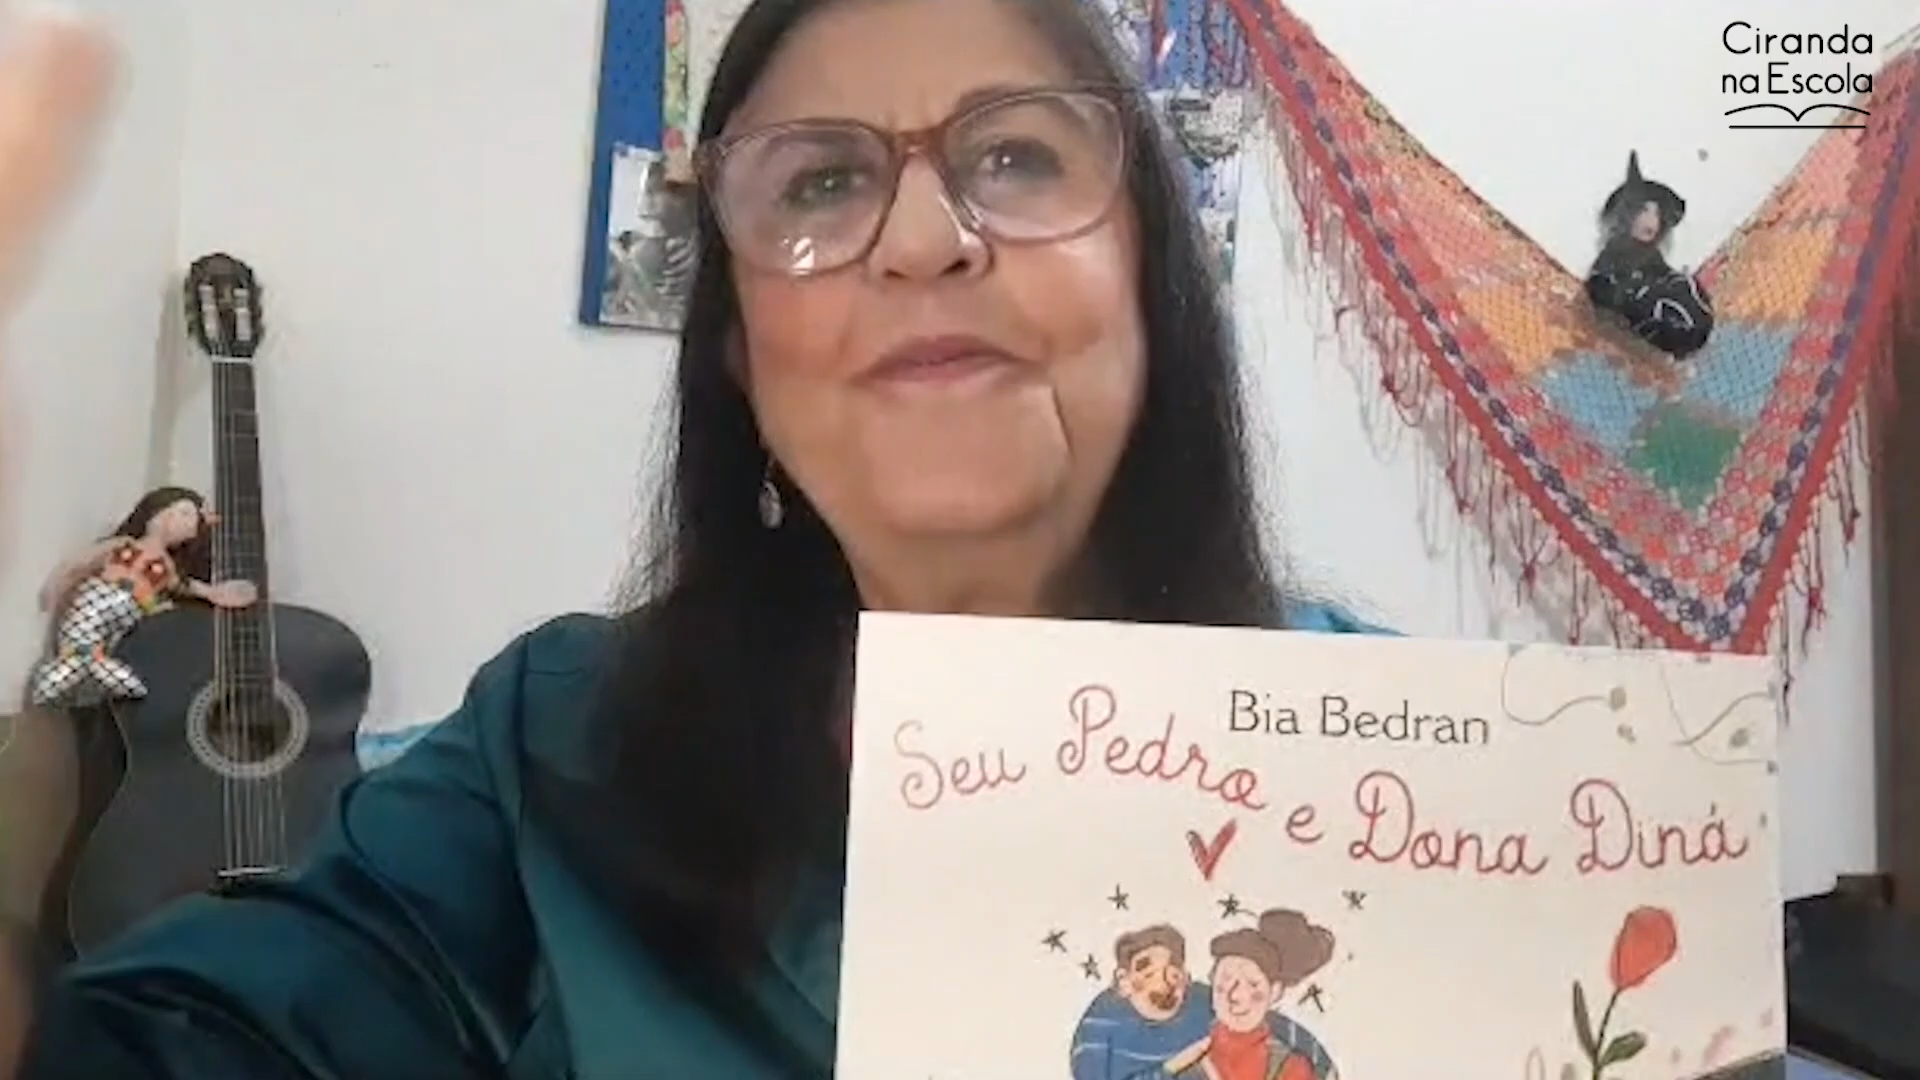 Ciranda
na Escola
Bia Bedran
Seu Pedro
e Dona Diná